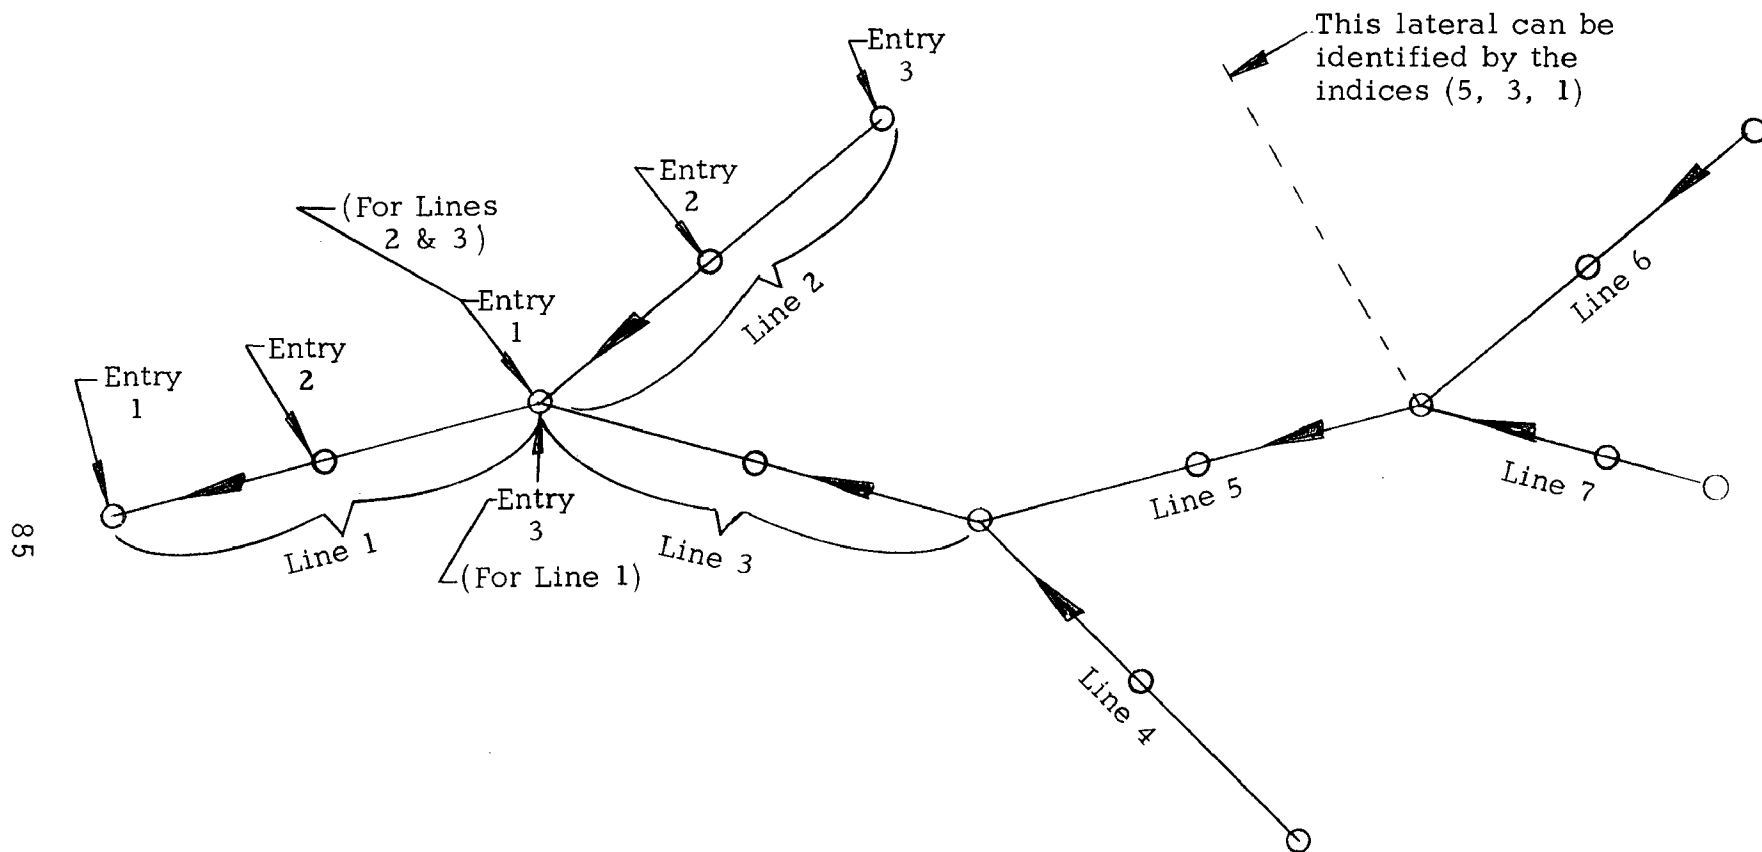 This lateral can be
identified by the
indices (5, 3, 1)
Entry
3
Entry
2
(For Lines
2 & 3)
Entry
1
Entry
2
Entry
1
Line 2
Line 6
Line 5
Line 7
Entry
3
(For Line 1)
Line 1
Line 3
Line 4
85